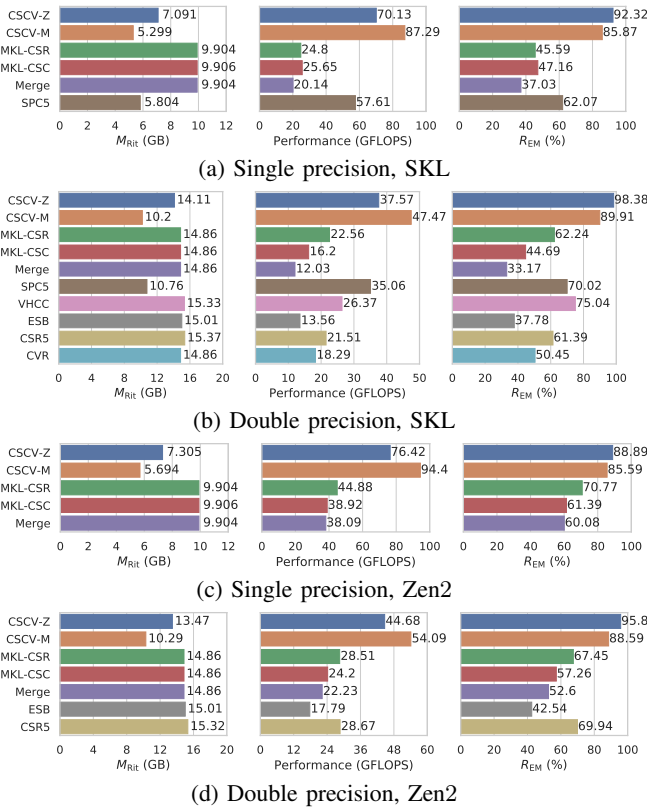 CSCV-Z 7.091 70.13 92.32
CSCV-M 5.299 87.29 85.87
MKL-CSR 9.904 24.8 45.59
MKL-CSC 9.906 25.65 47.16
Merge 9.904 20.14 37.03
SPC5 5.804 57.61 62.07
0 2 4 6 8 10 12 0 20 40 60 80 100 0 20 40 60 80 100
M_Rit (GB) Performance (GFLOPS) R_EM (%)
(a) Single precision, SKL
CSCV-Z 14.11 37.57 98.38
CSCV-M 10.2 47.47 89.91
MKL-CSR 14.86 22.56 62.24
MKL-CSC 14.86 16.2 44.69
Merge 14.86 12.03 33.17
SPC5 10.76 35.06 70.02
VHCC 15.33 26.37 75.04
ESB 15.01 13.56 37.78
CSR5 15.37 21.51 61.39
CVR 14.86 18.29 50.45
0 4 8 12 16 20 0 10 20 30 40 50 0 20 40 60 80 100
M_Rit (GB) Performance (GFLOPS) R_EM (%)
(b) Double precision, SKL
CSCV-Z 7.305 76.42 88.89
CSCV-M 5.694 94.4 85.59
MKL-CSR 9.904 44.88 70.77
MKL-CSC 9.906 38.92 61.39
Merge 9.904 38.09 60.08
0 2 4 6 8 10 12 0 20 40 60 80 100 0 20 40 60 80 100
M_Rit (GB) Performance (GFLOPS) R_EM (%)
(c) Single precision, Zen2
CSCV-Z 13.47 44.68 95.8
CSCV-M 10.29 54.09 88.59
MKL-CSR 14.86 28.51 67.45
MKL-CSC 14.86 24.2 57.26
Merge 14.86 22.23 52.6
ESB 15.01 17.79 42.54
CSR5 15.32 28.67 69.94
0 4 8 12 16 20 0 12 24 36 48 60 0 20 40 60 80 100
M_Rit (GB) Performance (GFLOPS) R_EM (%)
(d) Double precision, Zen2